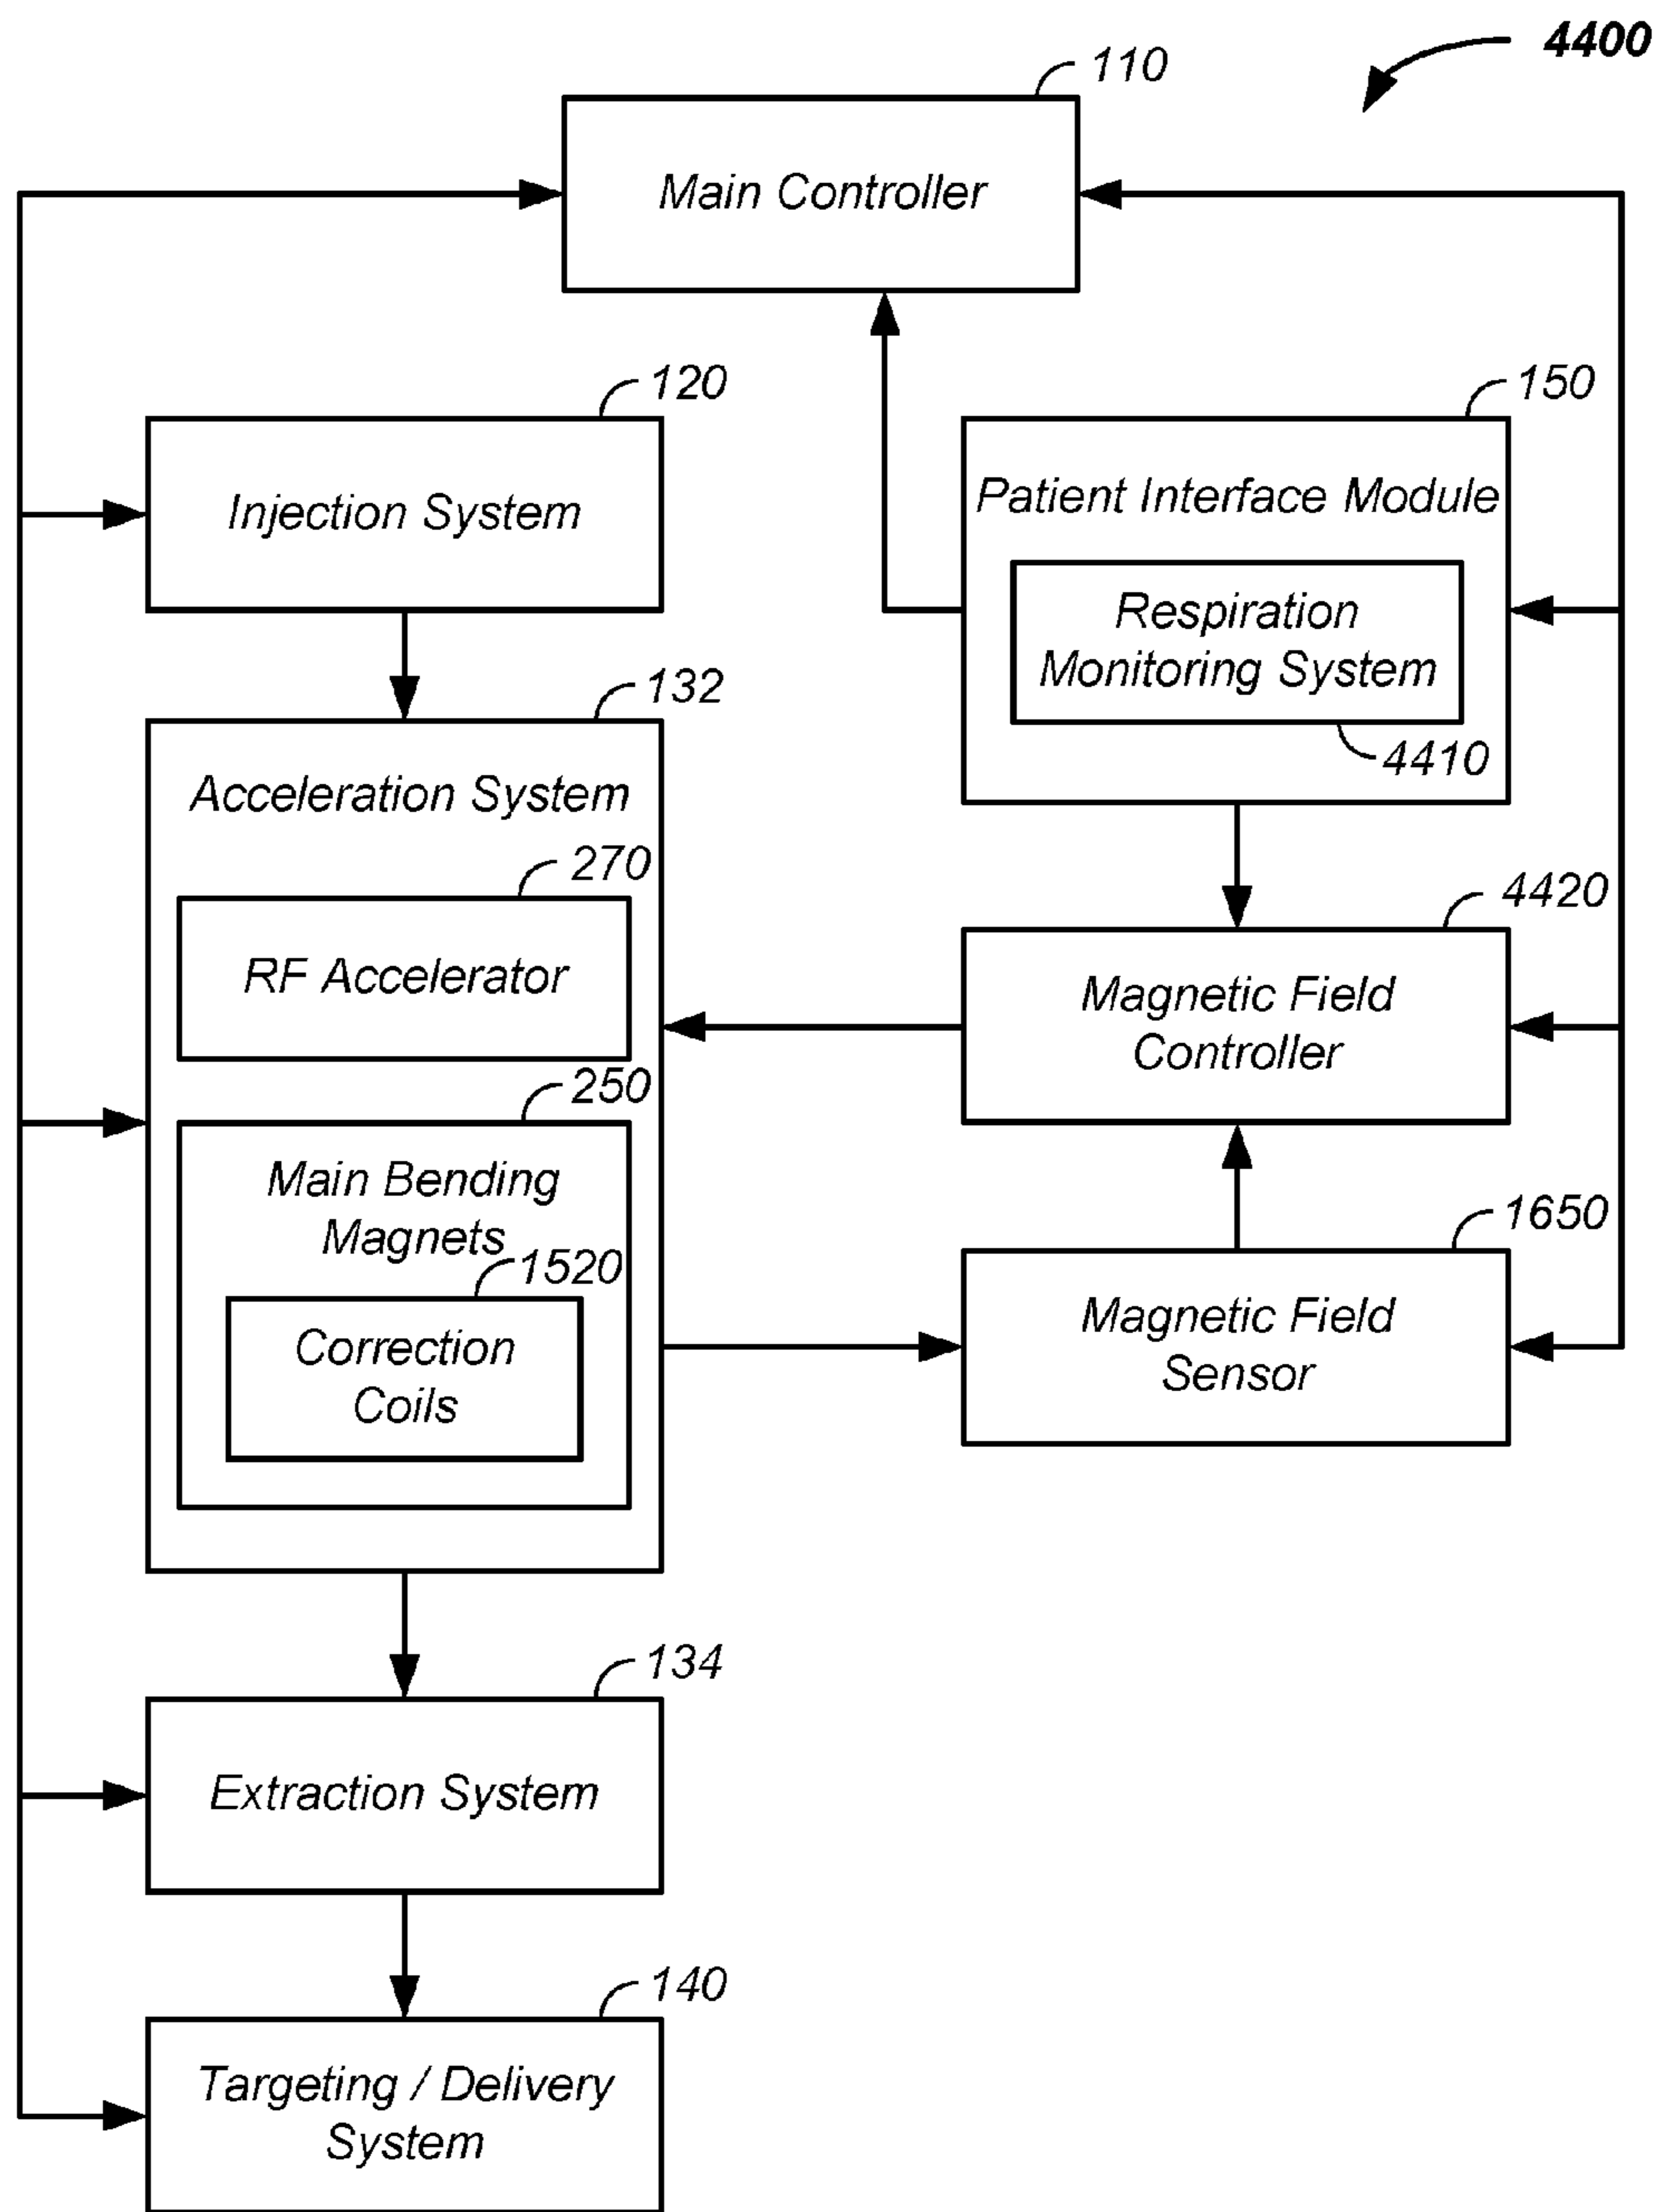 4400
110
Main Controller
120
Injection System
150
Patient Interface Module
Respiration
Monitoring System
4410
132
Acceleration System
270
RF Accelerator
4420
Magnetic Field
Controller
250
Main Bending
Magnets
1520
Correction
Coils
1650
Magnetic Field
Sensor
134
Extraction System
140
Targeting / Delivery
System